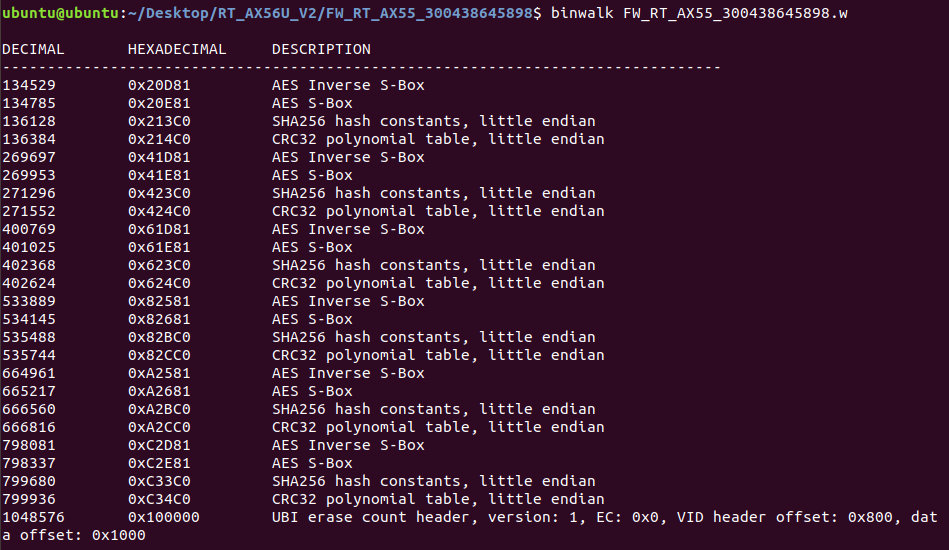 ubuntu@ubuntu:~/Desktop/RT_AX56U_V2/FW_RT_AX55_300438645898$ binwalk FW_RT_AX55_300438645898.w
DECIMAL       HEXADECIMAL     DESCRIPTION
--------------------------------------------------------------------------------
134529        0x20D81         AES Inverse S-Box
134785        0x20E81         AES S-Box
136128        0x213C0         SHA256 hash constants, little endian
136384        0x214C0         CRC32 polynomial table, little endian
269697        0x41D81         AES Inverse S-Box
269953        0x41E81         AES S-Box
271296        0x423C0         SHA256 hash constants, little endian
271552        0x424C0         CRC32 polynomial table, little endian
400769        0x61D81         AES Inverse S-Box
401025        0x61E81         AES S-Box
402368        0x623C0         SHA256 hash constants, little endian
402624        0x624C0         CRC32 polynomial table, little endian
533889        0x82581         AES Inverse S-Box
534145        0x82681         AES S-Box
535488        0x82BC0         SHA256 hash constants, little endian
535744        0x82CC0         CRC32 polynomial table, little endian
664961        0xA2581         AES Inverse S-Box
665217        0xA2681         AES S-Box
666560        0xA2BC0         SHA256 hash constants, little endian
666816        0xA2CC0         CRC32 polynomial table, little endian
798081        0xC2D81         AES Inverse S-Box
798337        0xC2E81         AES S-Box
799680        0xC33C0         SHA256 hash constants, little endian
799936        0xC34C0         CRC32 polynomial table, little endian
1048576       0x100000        UBI erase count header, version: 1, EC: 0x0, VID header offset: 0x800, dat
a offset: 0x1000